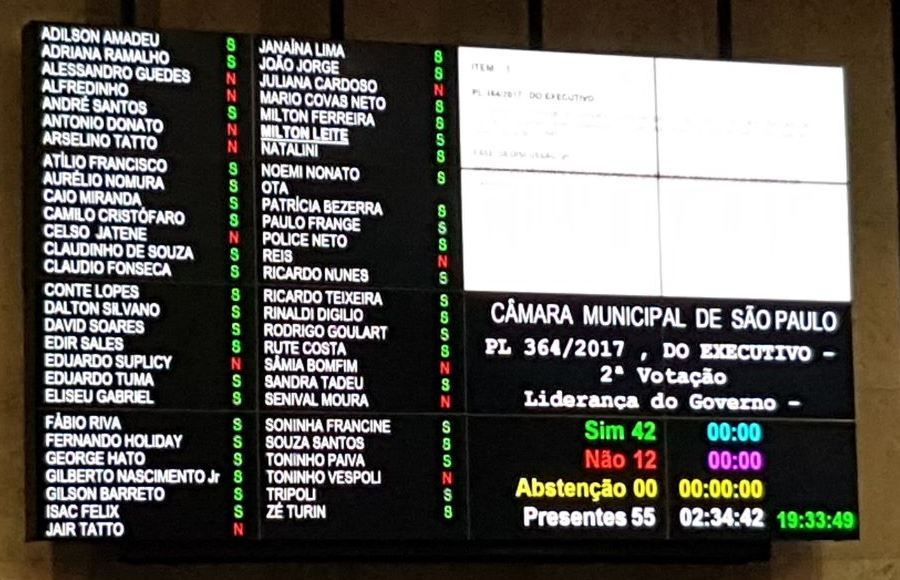 ADILSON AMADEU S
ADRIANA RAMALHO S
ALESSANDRO GUEDES N
ALFREDINHO N
ANDRÉ SANTOS S
ANTONIO DONATO N
ARSELINO TATTO N
ATÍLIO FRANCISCO S
AURÉLIO NOMURA S
CAIO MIRANDA S
CAMILO CRISTÓFARO S
CELSO JATENE N
CLAUDINHO DE SOUZA S
CLAUDIO FONSECA S
CONTE LOPES S
DALTON SILVANO S
DAVID SOARES S
EDIR SALES S
EDUARDO SUPLICY N
EDUARDO TUMA S
ELISEU GABRIEL S
FÁBIO RIVA S
FERNANDO HOLIDAY S
GEORGE HATO S
GILBERTO NASCIMENTO Jr S
GILSON BARRETO S
ISAC FELIX S
JAIR TATTO N
JANAÍNA LIMA S
JOÃO JORGE S
JULIANA CARDOSO N
MARIO COVAS NETO S
MILTON FERREIRA S
MILTON LEITE S
NATALINI S
NOEMI NONATO S
OTA
PATRÍCIA BEZERRA S
PAULO FRANGE S
POLICE NETO S
REIS N
RICARDO NUNES S
RICARDO TEIXEIRA S
RINALDI DIGILIO S
RODRIGO GOULART S
RUTE COSTA S
SÂMIA BOMFIM N
SANDRA TADEU S
SENIVAL MOURA N
SONINHA FRANCINE S
SOUZA SANTOS S
TONINHO PAIVA S
TONINHO VESPOLI N
TRIPOLI S
ZÉ TURIN S
ITEM 1
PL 364/2017 DO EXECUTIVO
CÂMARA MUNICIPAL DE SÃO PAULO
PL 364/2017 , DO EXECUTIVO -
2ª Votação
Liderança do Governo -
Sim 42 00:00
Não 12 00:00
Abstenção 00 00:00:00
Presentes 55 02:34:42 19:33:49